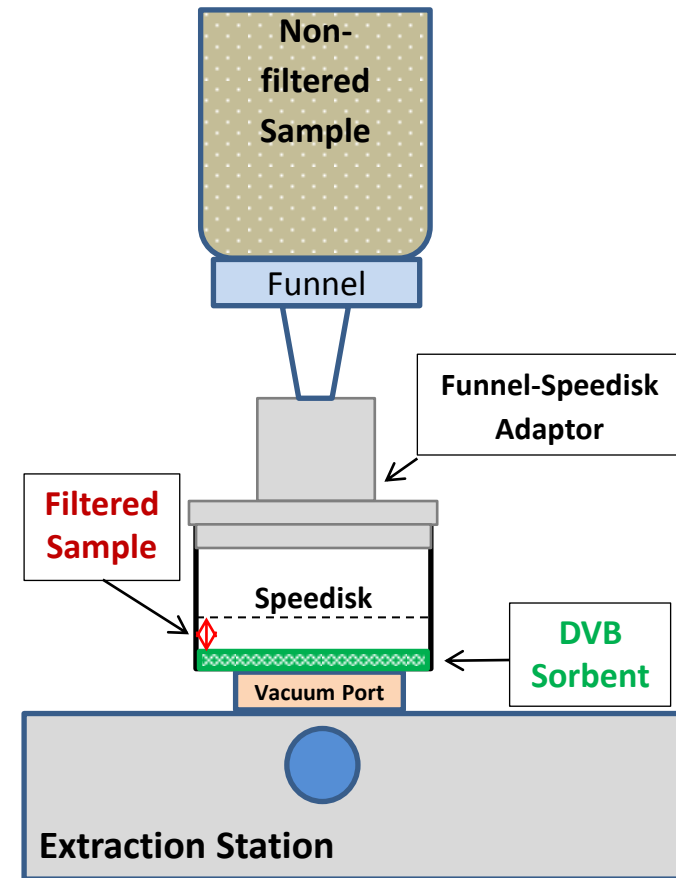 Non-
filtered
Sample
Funnel
Funnel-Speedisk
Adaptor
Filtered
Sample
Speedisk
DVB
Sorbent
Vacuum Port
Extraction Station